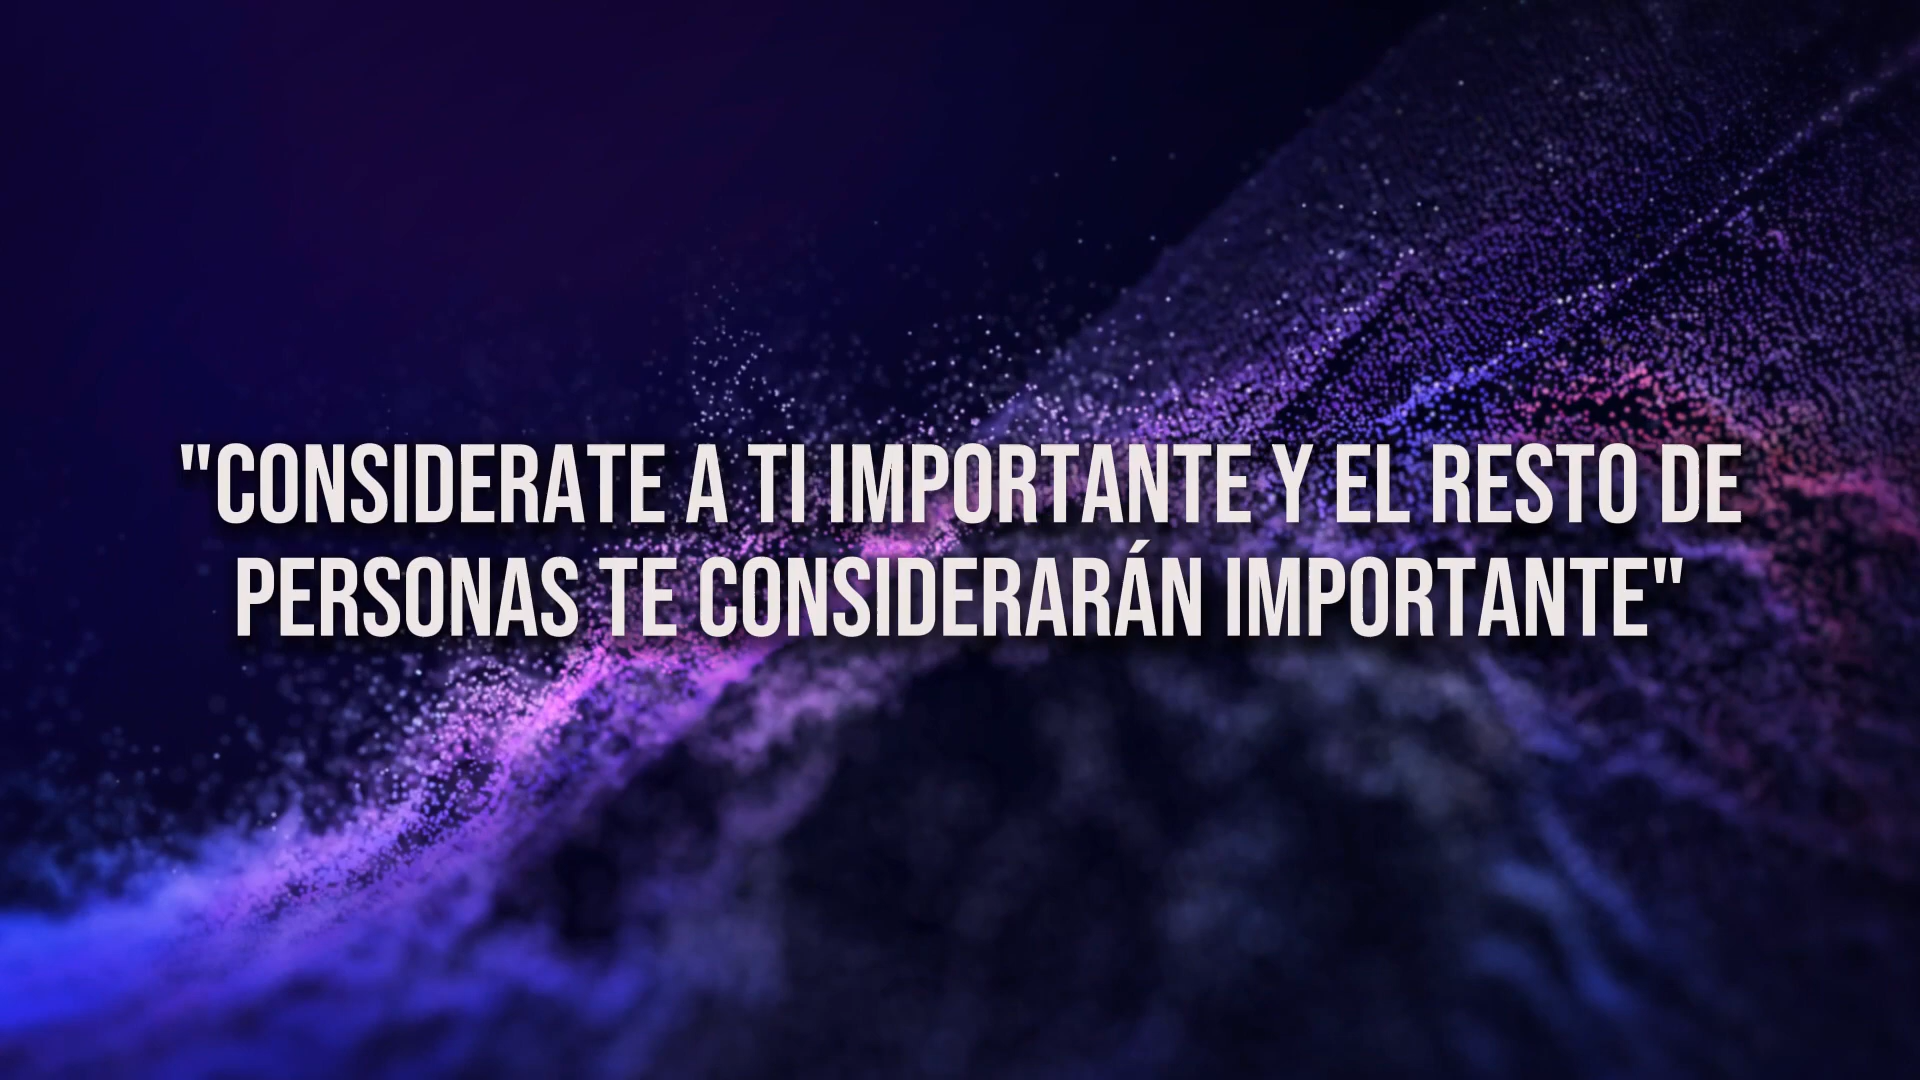 "CONSIDERATE A TI IMPORTANTE Y EL RESTO DE
PERSONAS TE CONSIDERARÁN IMPORTANTE"